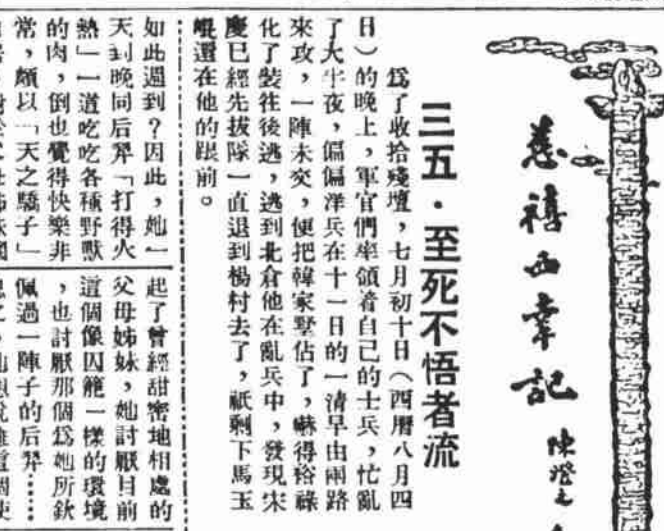 慈禧西幸記
陳澄之
三五・至死不悟者流
爲了收拾殘壇,七月初十日(西曆八月四
日)的晚上,軍官們率領着自己的士兵,忙亂
了大半夜,偏偏洋兵在十一日的一清早由兩路
來攻,一陣未交,便把韓家墅佔了,嚇得裕祿
化了裝往後逃,逃到北倉他在亂兵中,發現宋
慶已經先拔隊一直退到楊村去了,祇剩下馬玉
崐還在他的跟前。
如此過到?因此,她一
天到晚同后羿「打得火
熱」一道吃吃各種野獸
的肉,倒也覺得快樂非
常,頗以「天之驕子」
起了曾經甜密地相處的
父母姊妹,她討厭目前
這個像囚籠一樣的環境
,也討厭那個爲她所欽
佩過一陣子的后羿……